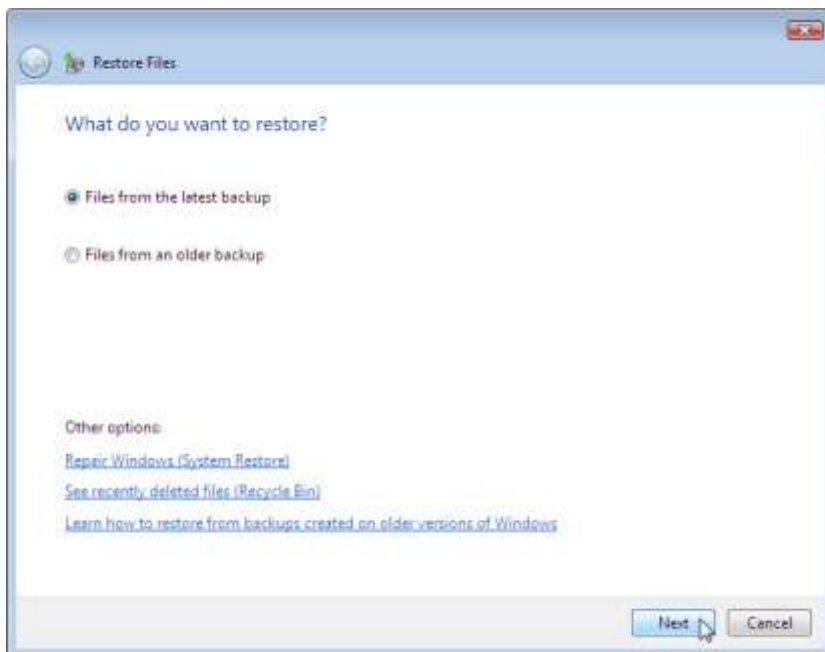 Restore Files
What do you want to restore?
Files from the latest backup
Files from an older backup
Other options:
Repair Windows (System Restore)
See recently deleted files (Recycle Bin)
Learn how to restore from backups created on older versions of Windows
Next Cancel